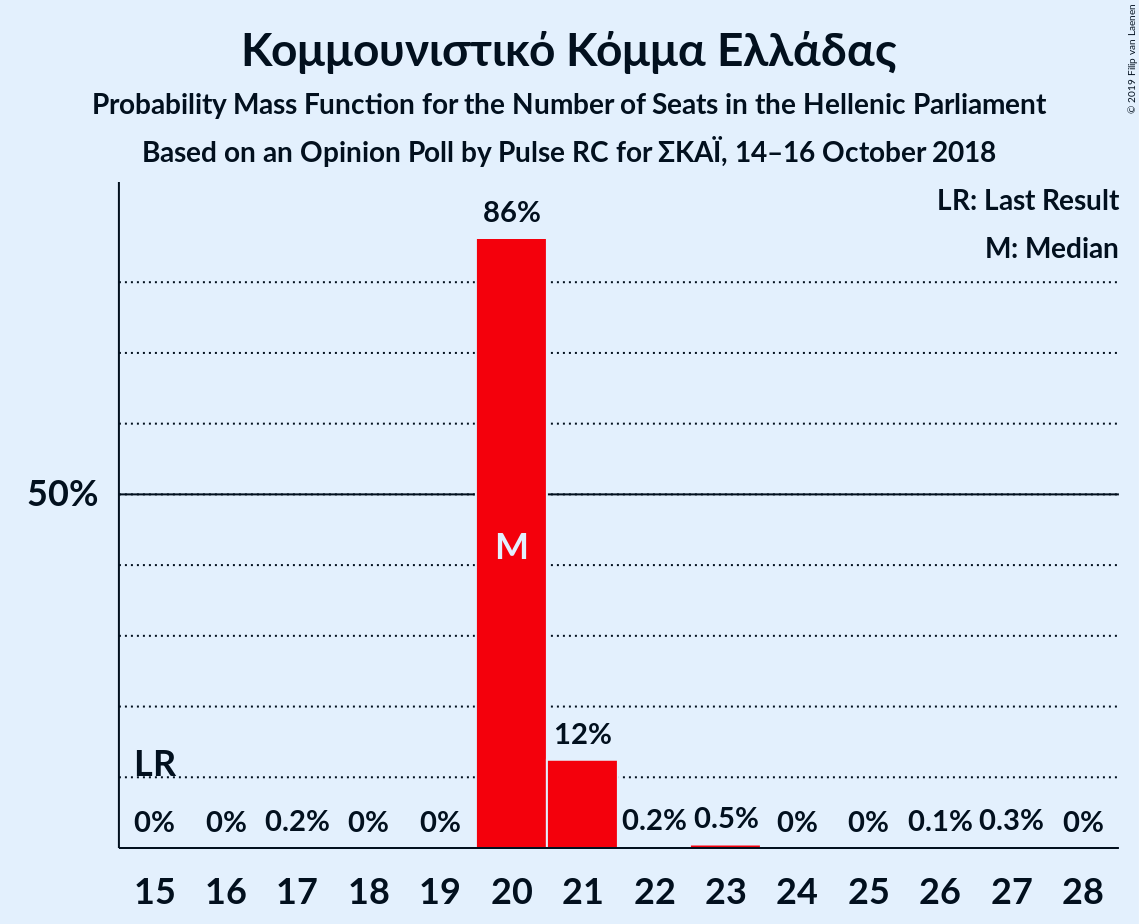 Κομμουνιστικό Κόμμα Ελλάδας
Probability Mass Function for the Number of Seats in the Hellenic Parliament
Based on an Opinion Poll by Pulse RC for ΣΚΑΪ, 14–16 October 2018
© 2019 Filip van Laenen
LR: Last Result
M: Median
86%
50%
M
12%
LR
0% 0% 0.2% 0% 0% 0.2% 0.5% 0% 0% 0.1% 0.3% 0%
15 16 17 18 19 20 21 22 23 24 25 26 27 28